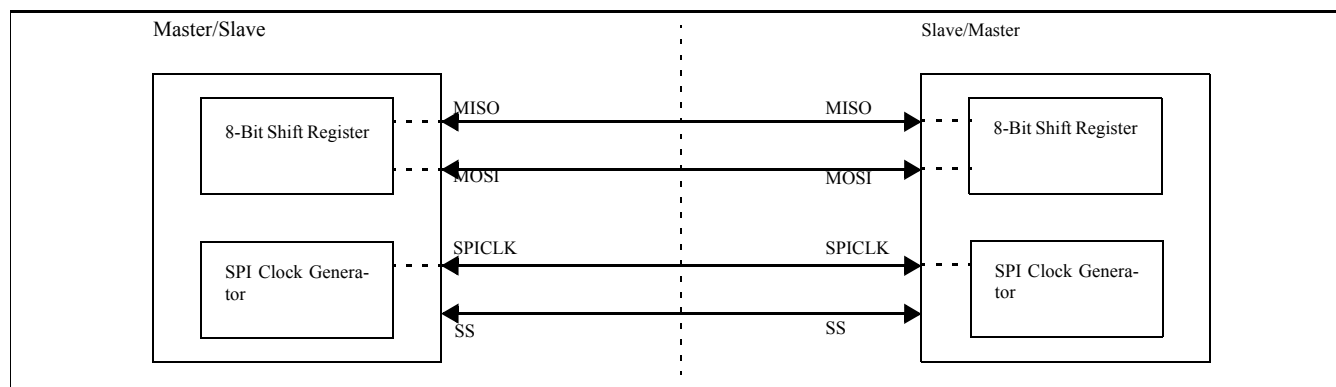 Master/Slave
Slave/Master
MISO
MISO
8-Bit Shift Register
8-Bit Shift Register
MOSI
MOSI
SPICLK
SPICLK
SPI Clock Genera-
tor
SPI Clock Genera-
tor
SS
SS